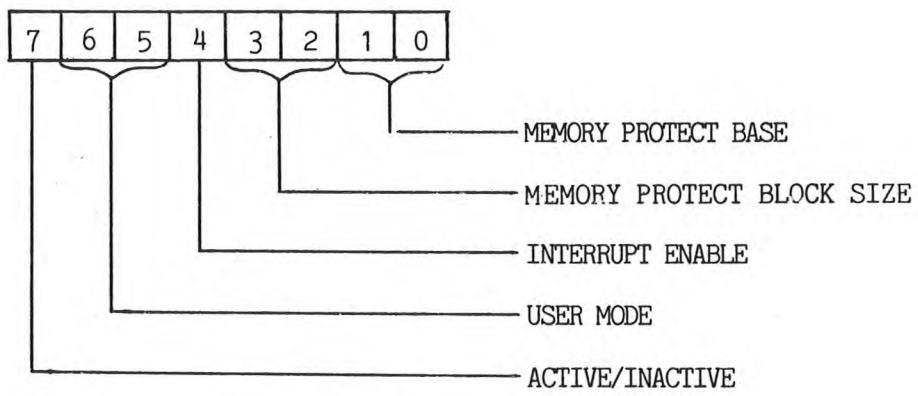 7 6 5 4 3 2 1 0
MEMORY PROTECT BASE
MEMORY PROTECT BLOCK SIZE
INTERRUPT ENABLE
USER MODE
ACTIVE/INACTIVE